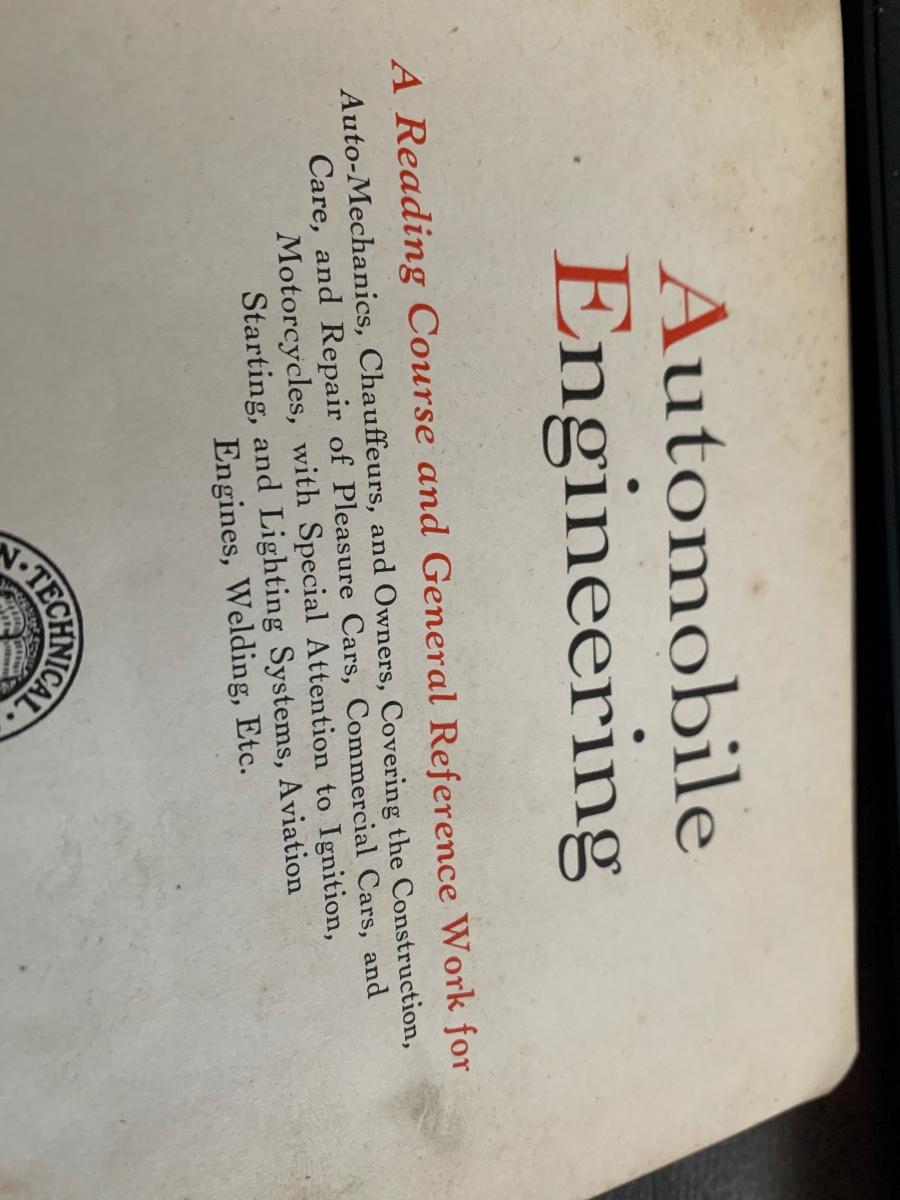 Automobile
Engineering
A Reading Course and General Reference Work for
Auto-Mechanics, Chauffeurs, and Owners, Covering the Construction,
Care, and Repair of Pleasure Cars, Commercial Cars, and
Motorcycles, with Special Attention to Ignition,
Starting, and Lighting Systems, Aviation
Engines, Welding, Etc.
N·TECHNICAL·